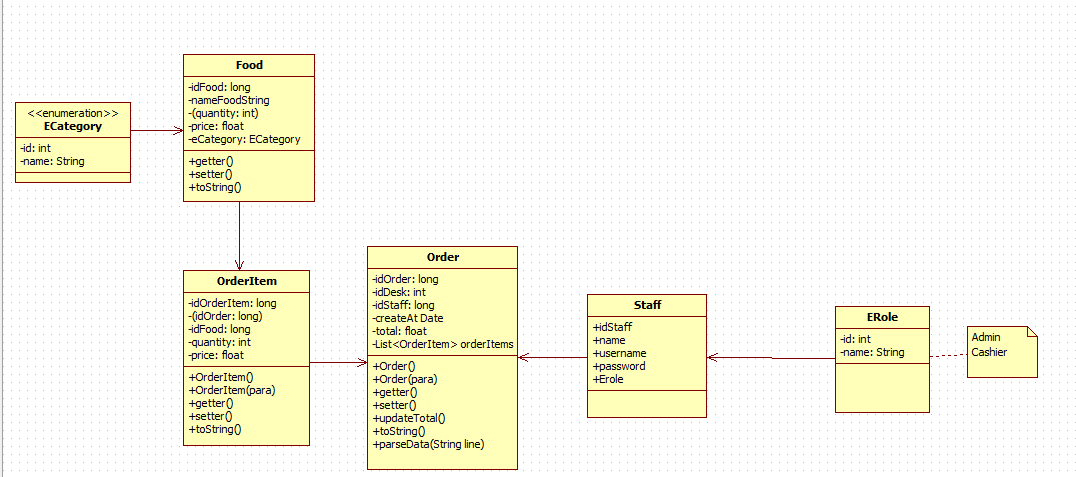 <<enumeration>>
ECategory
-id: int
-name: String
Food
-idFood: long
-nameFoodString
-(quantity: int)
-price: float
-eCategory: ECategory
+getter()
+setter()
+toString()
OrderItem
-idOrderItem: long
-(idOrder: long)
-idFood: long
-quantity: int
-price: float
+OrderItem()
+OrderItem(para)
+getter()
+setter()
+toString()
Order
-idOrder: long
-idDesk: int
-idStaff: long
-createAt Date
-total: float
-List<OrderItem> orderItems
+Order()
+Order(para)
+getter()
+setter()
+updateTotal()
+toString()
+parseData(String line)
Staff
+idStaff
+name
+username
+password
+Erole
ERole
-id: int
-name: String
Admin
Cashier